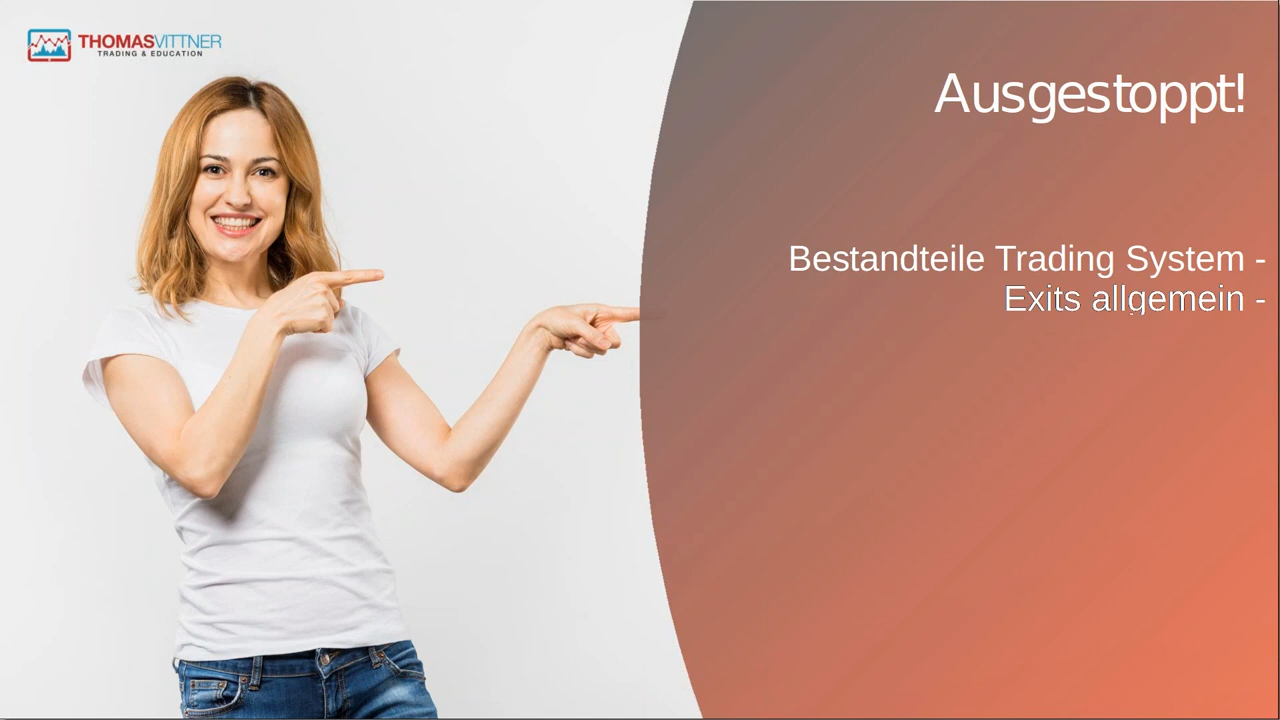 THOMASVITTNER
TRADING & EDUCATION
Ausgestoppt!
Bestandteile Trading System -
Exits allgemein -